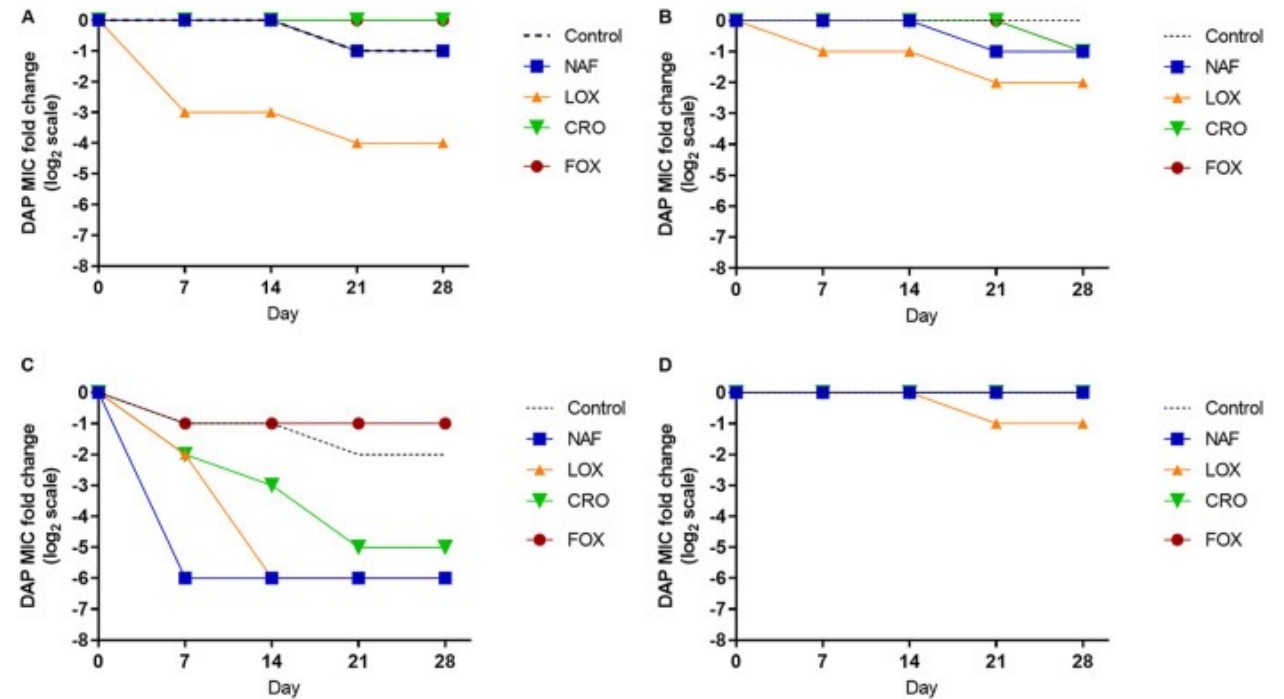 A
DAP MIC fold change
(log2 scale)
0
-1
-2
-3
-4
-5
-6
-7
-8
0 7 14 21 28
Day
Control
NAF
LOX
CRO
FOX
B
DAP MIC fold change
(log2 scale)
0
-1
-2
-3
-4
-5
-6
-7
-8
0 7 14 21 28
Day
Control
NAF
LOX
CRO
FOX
C
DAP MIC fold change
(log2 scale)
0
-1
-2
-3
-4
-5
-6
-7
-8
0 7 14 21 28
Day
Control
NAF
LOX
CRO
FOX
D
DAP MIC fold change
(log2 scale)
0
-1
-2
-3
-4
-5
-6
-7
-8
0 7 14 21 28
Day
Control
NAF
LOX
CRO
FOX